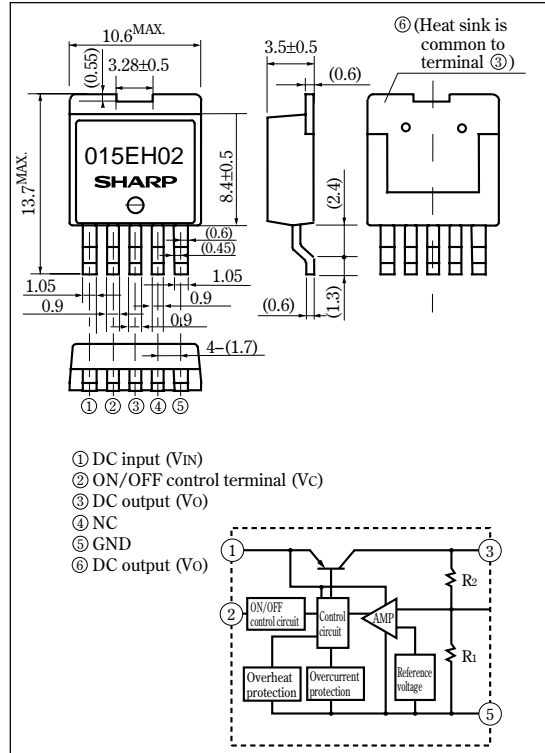 10.6MAX.
3.28±0.5
(0.55)
13.7MAX.
015EH02
SHARP
8.4±0.5
(0.6)
(0.45)
1.05
1.05
0.9
0.9
0.9
4–(1.7)
① ② ③ ④ ⑤
3.5±0.5
(0.6)
(2.4)
(1.3)
(0.6)
⑥ (Heat sink is
common to
terminal ③)
① DC input (VIN)
② ON/OFF control terminal (VC)
③ DC output (VO)
④ NC
⑤ GND
⑥ DC output (VO)
①
③
R2
②
ON/OFF
control circuit
Control
circuit
AMP
R1
Overheat
protection
Overcurrent
protection
Reference
voltage
⑤